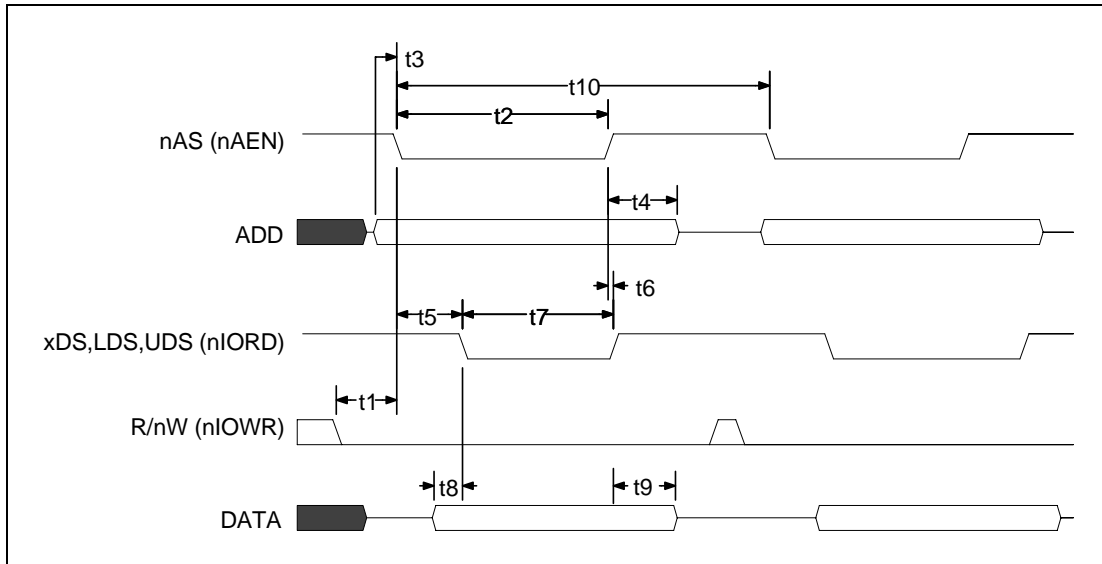 t3
t10
t2
nAS (nAEN)
t4
ADD
t6
t5
t7
xDS,LDS,UDS (nIORD)
t1
R/nW (nIOWR)
t8
t9
DATA